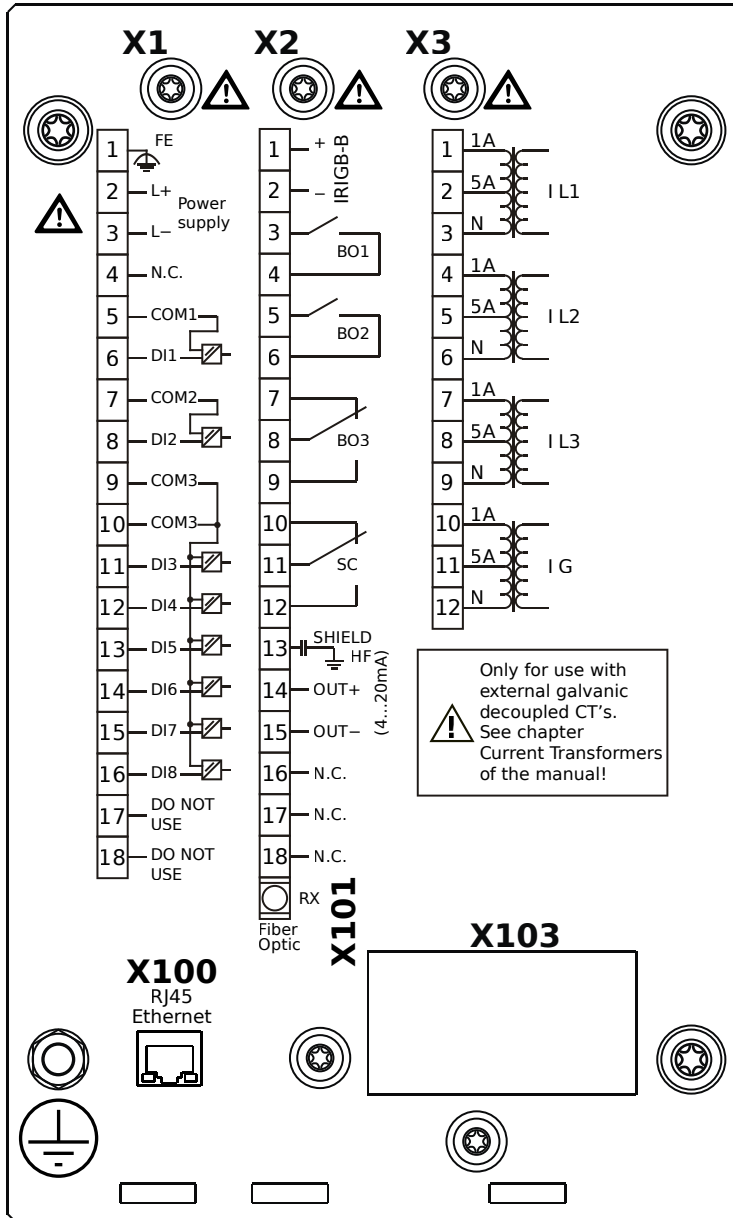 X1
X2
X3
1 FE
2 L+
Power
supply
3 L−
4 N.C.
5 COM1
6 DI1
7 COM2
8 DI2
9 COM3
10 COM3
11 DI3
12 DI4
13 DI5
14 DI6
15 DI7
16 DI8
17 DO NOT
USE
18 DO NOT
USE
1 +
2 −
IRIGB-B
3
4
BO1
5
6
BO2
7
8
9
BO3
10
11
12
SC
13 SHIELD
HF
14 OUT+
15 OUT−
(4...20mA)
16 N.C.
17 N.C.
18 N.C.
RX
Fiber
Optic
X101
1 1A
2 5A
3 N
I L1
4 1A
5 5A
6 N
I L2
7 1A
8 5A
9 N
I L3
10 1A
11 5A
12 N
I G
Only for use with
external galvanic
decoupled CT's.
See chapter
Current Transformers
of the manual!
X100
RJ45
Ethernet
X103